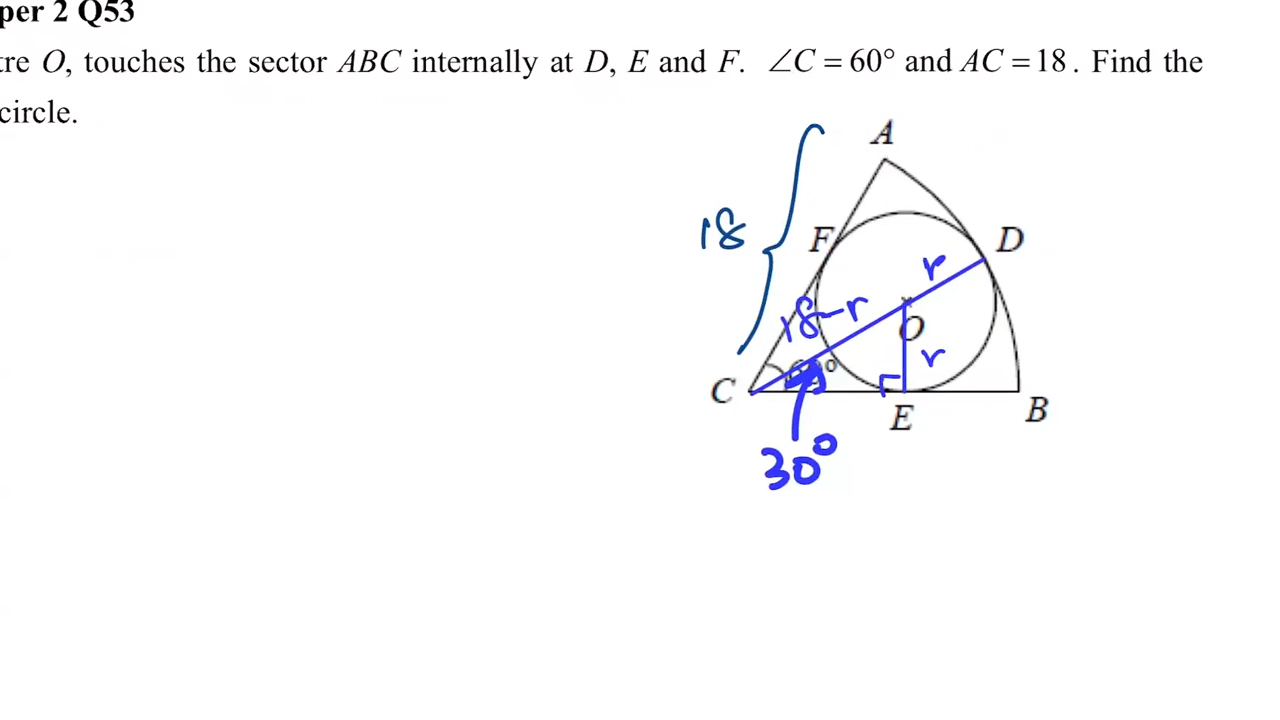 per 2 Q53
tre O, touches the sector ABC internally at D, E and F. ∠C = 60° and AC = 18. Find the
circle.
A
18
F
D
r
18-r
O
r
C
E
B
30°